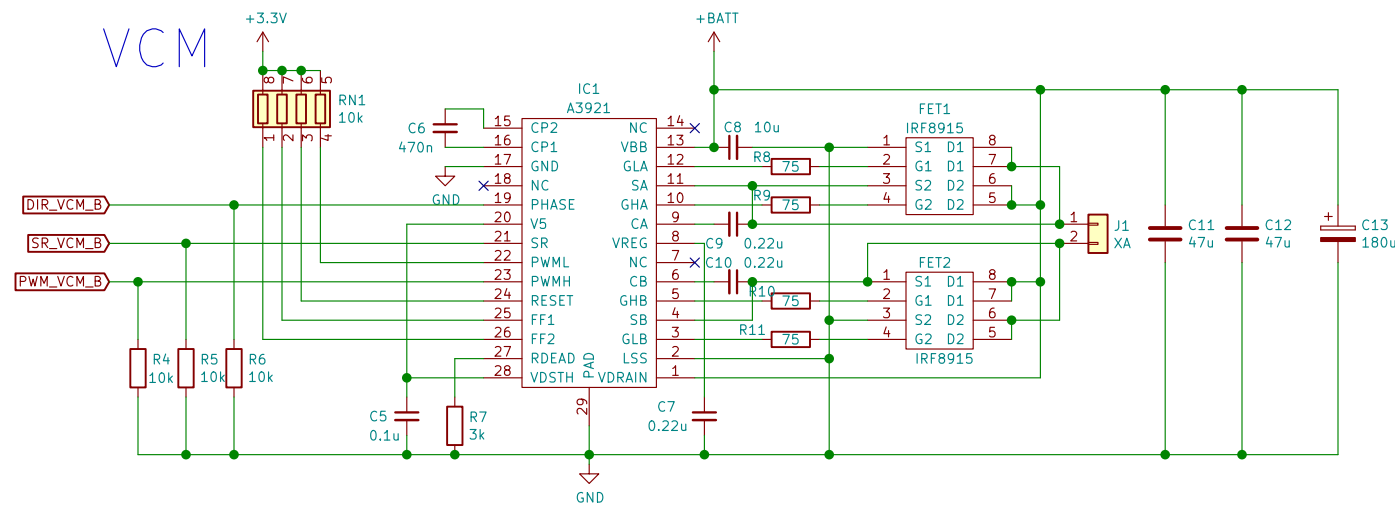 VCM
+3.3V
8 7 6 5
RN1
10k
1 2 3 4
+BATT
IC1
A3921
C6
470n
GND
15 CP2
16 CP1
17 GND
18 NC
19 PHASE
20 V5
21 SR
22 PWML
23 PWMH
24 RESET
25 FF1
26 FF2
27 RDEAD
28 VDSTH
PAD
29
NC 14
VBB 13
GLA 12
SA 11
GHA 10
CA 9
VREG 8
NC 7
CB 6
GHB 5
SB 4
GLB 3
LSS 2
VDRAIN 1
DIR_VCM_B
SR_VCM_B
PWM_VCM_B
R4
10k
R5
10k
R6
10k
C5
0.1u
R7
3k
GND
C7
0.22u
C8 10u
R8
75
R9
75
C9 0.22u
C10 0.22u
R10
75
R11
75
FET1
IRF8915
1 S1 D1 8
2 G1 D1 7
3 S2 D2 6
4 G2 D2 5
FET2
1 S1 D1 8
2 G1 D1 7
3 S2 D2 6
4 G2 D2 5
IRF8915
1
2
J1
XA
C11
47u
C12
47u
+
C13
180u